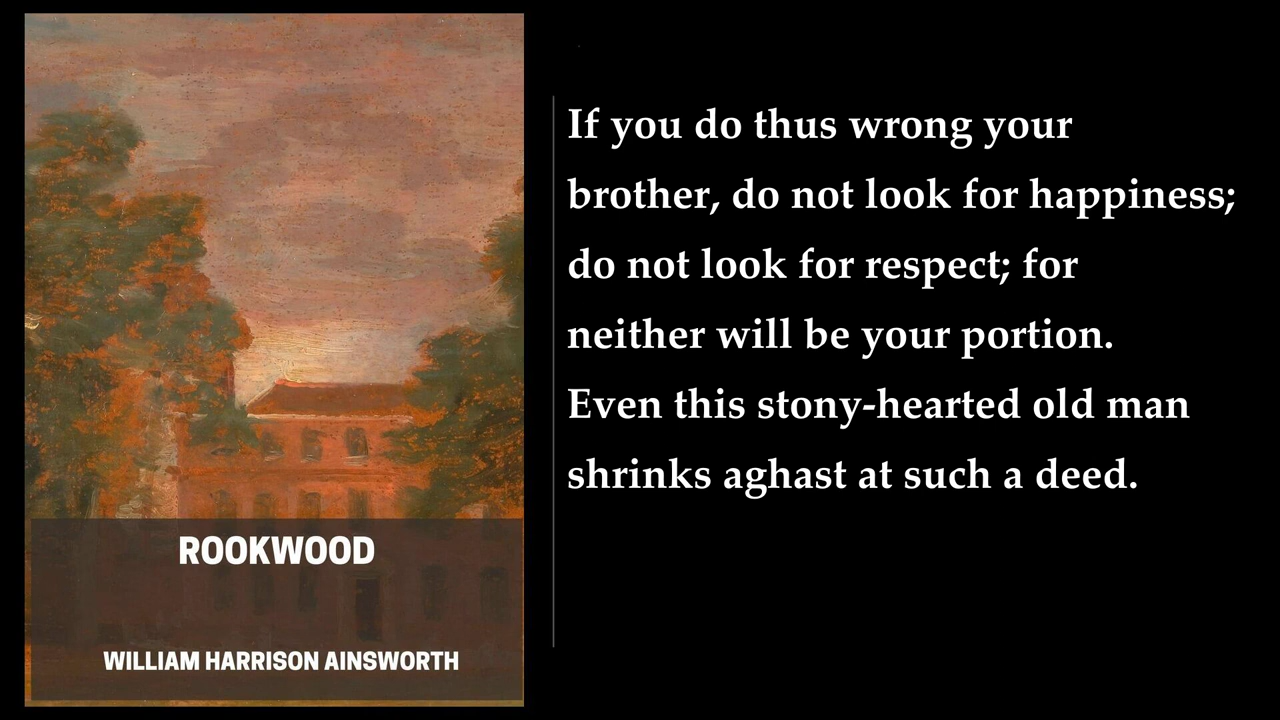 ROOKWOOD
WILLIAM HARRISON AINSWORTH
If you do thus wrong your
brother, do not look for happiness;
do not look for respect; for
neither will be your portion.
Even this stony-hearted old man
shrinks aghast at such a deed.